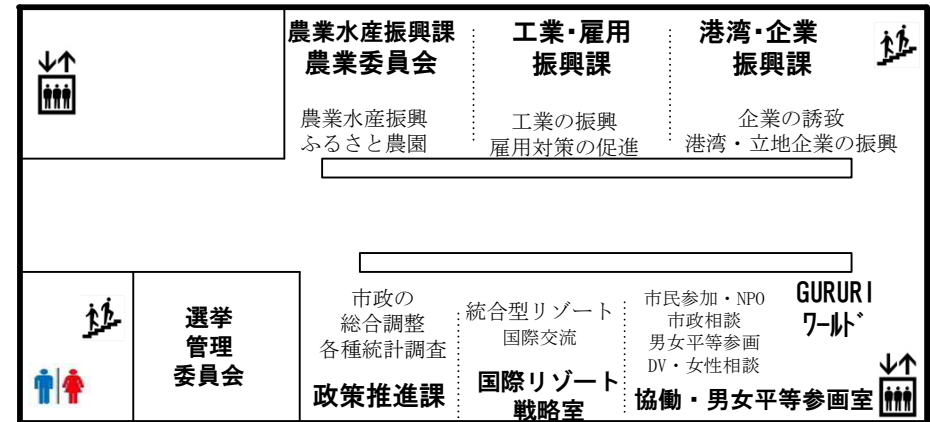 農業水産振興課
農業委員会
農業水産振興
ふるさと農園
工業・雇用
振興課
工業の振興
雇用対策の促進
港湾・企業
振興課
企業の誘致
港湾・立地企業の振興
選挙
管理
委員会
市政の
総合調整
各種統計調査
政策推進課
統合型リゾート
国際交流
国際リゾート
戦略室
市民参加・NPO
市政相談
男女平等参画
DV・女性相談
協働・男女平等参画室
GURURI
ワールド